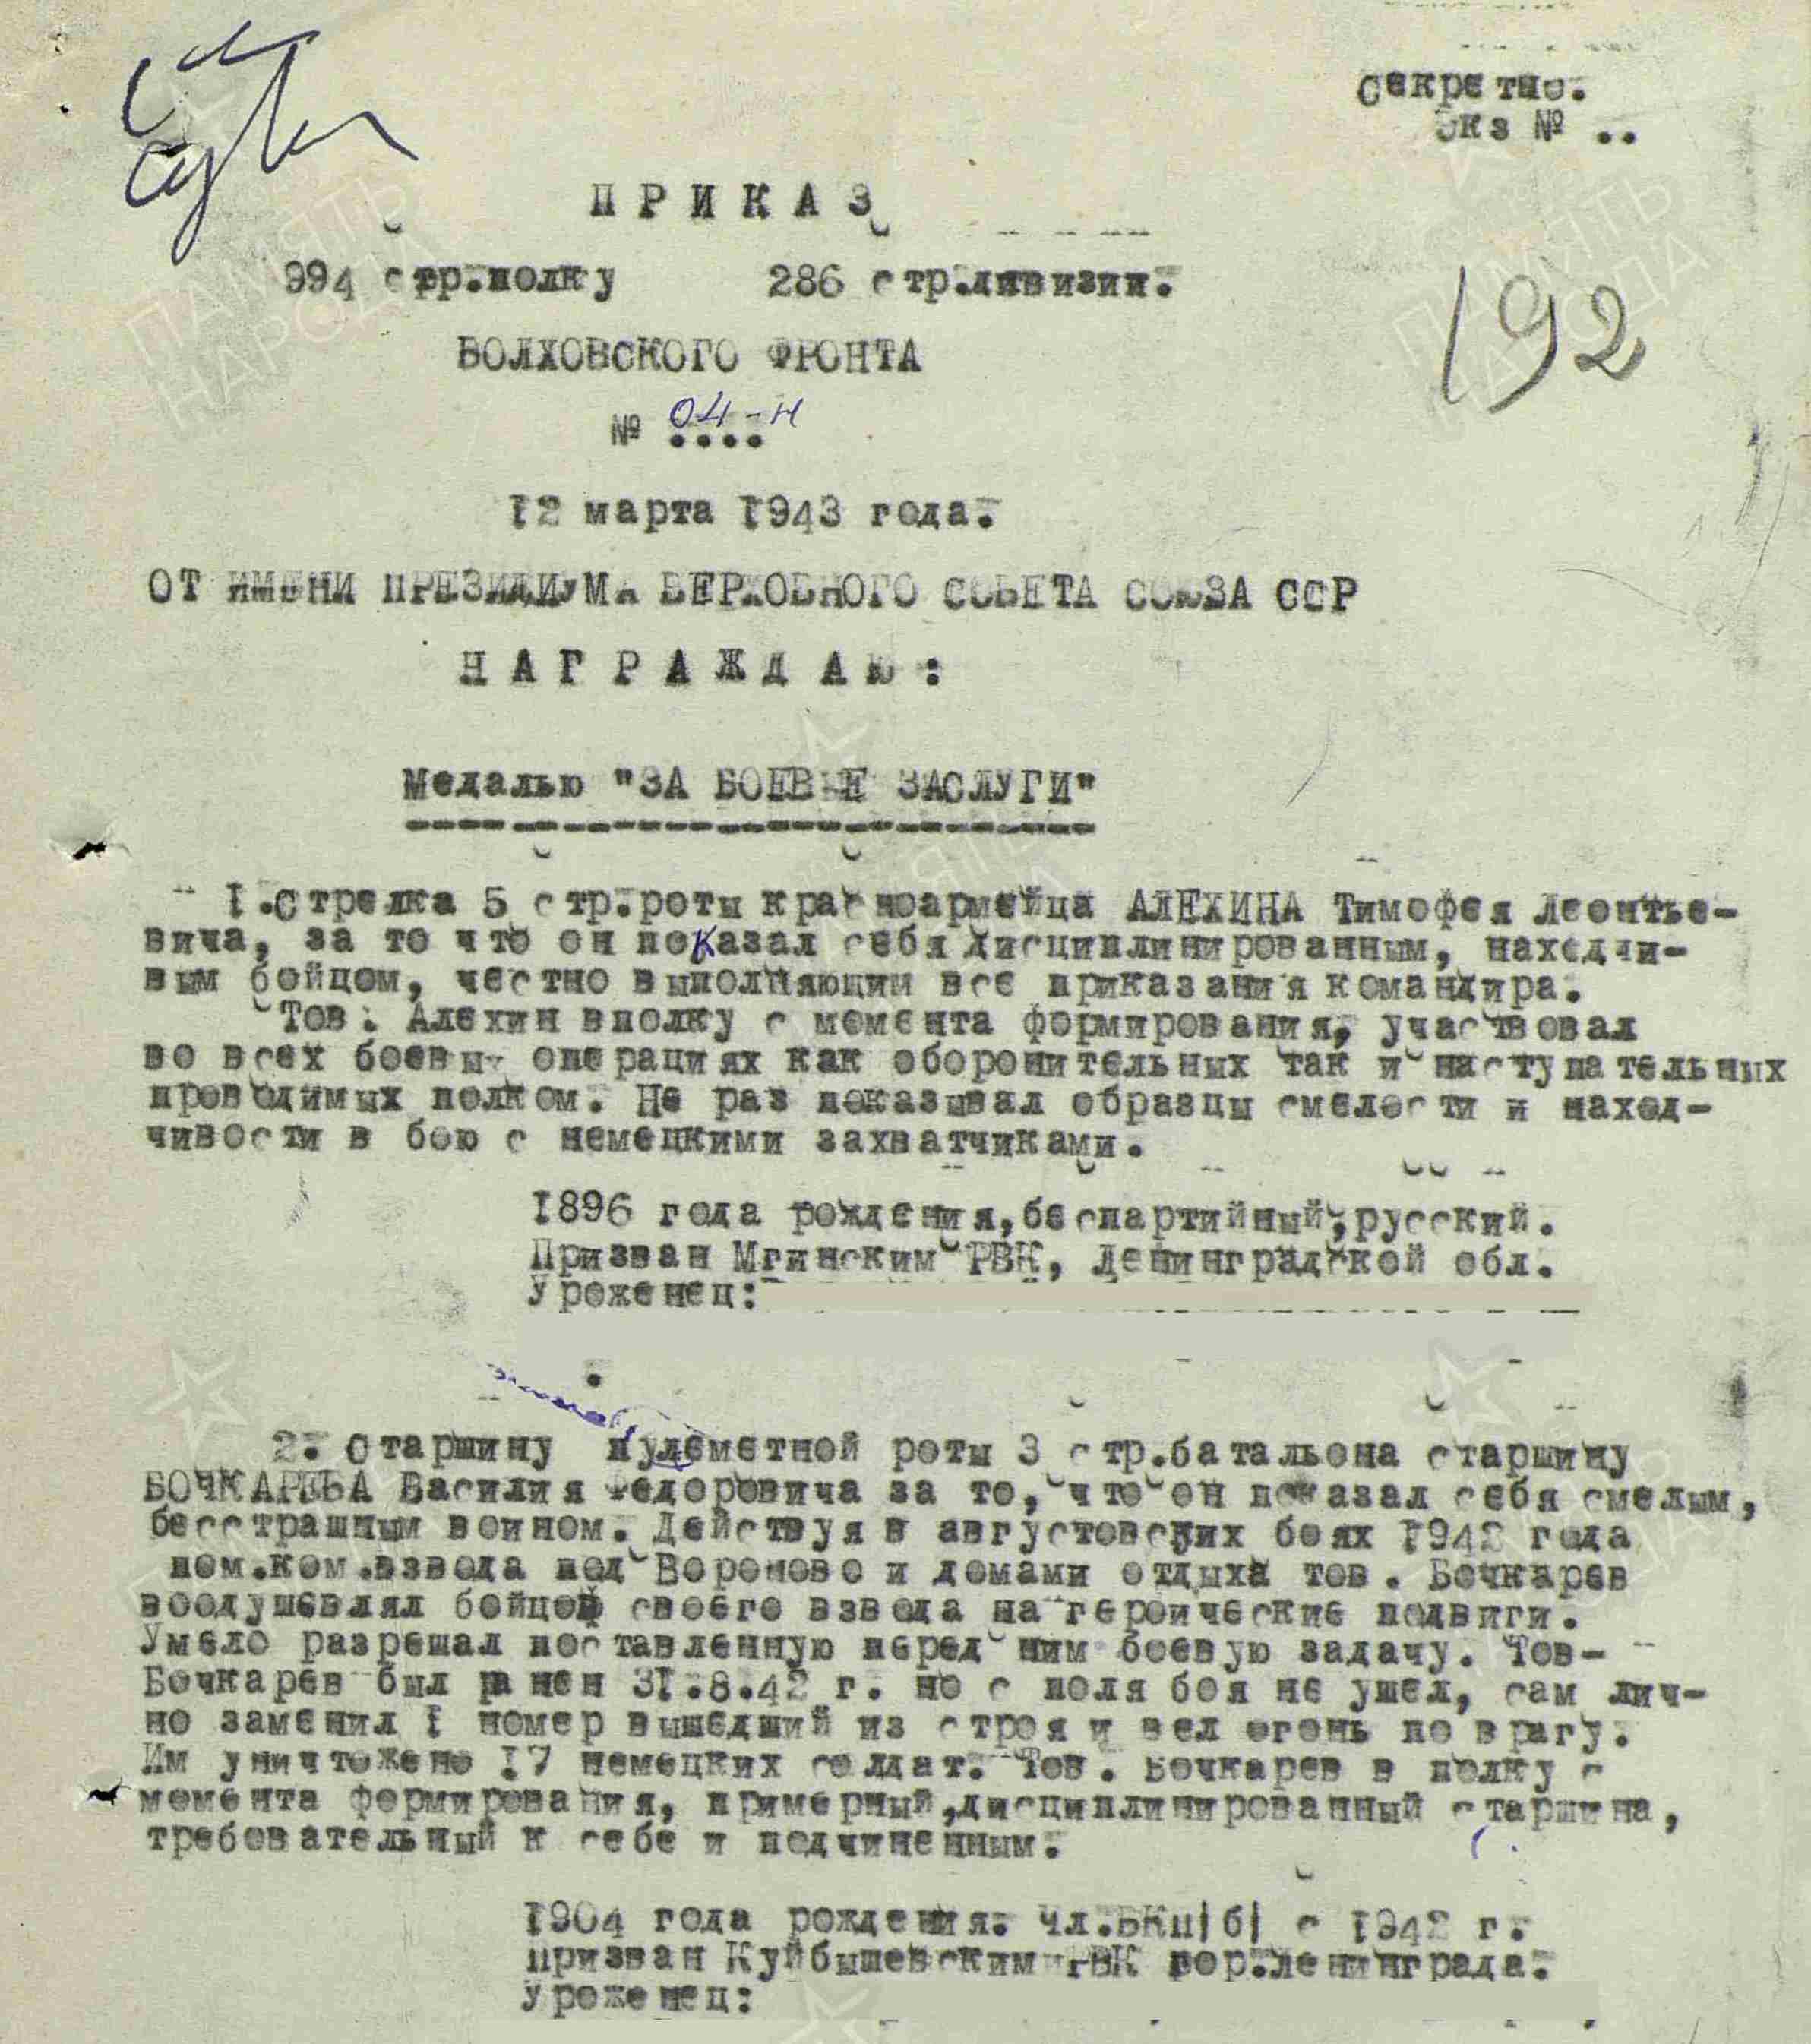 Секретно.
Экз № ..
ПРИКАЗ
192
994 стр.полку 286 стр.дивизии.
ВОЛХОВСКОГО ФРОНТА
№ 04-н
12 марта 1943 года.
ОТ ИМЕНИ ПРЕЗИДИУМА ВЕРХОВНОГО СОВЕТА СОЮЗА ССР
НАГРАЖДАЮ:
Медалью "ЗА БОЕВЫЕ ЗАСЛУГИ"
I.Стрелка 5 стр.роты красноармейца АЛЕХИНА Тимофея Леонтье-
вича, за то что он показал себя дисциплинированным, находчи-
вым бойцом, честно выполняющим все приказания командира.
Тов. Алехин в полку с момента формирования, участвовал
во всех боевых операциях как оборонительных так и наступательных
проводимых полком. Не раз показывал образцы смелости и наход-
чивости в бою с немецкими захватчиками.
I896 года рождения, беспартийный, русский.
Призван Мгинским РВК, Ленинградской обл.
Уроженец:
2. Старшину пулеметной роты 3 стр.батальона старшину
БОЧКАРЕВА Василия Федоровича за то, что он показал себя смелым,
бесстрашным воином. Действуя в августовских боях I942 года
пом.ком.взвода под Вороново и домами отдыха тов. Бочкарев
воодушевлял бойцов своего взвода на героические подвиги.
Умело разрешал поставленную перед ним боевую задачу. Тов-
Бочкарев был ранен 3I.8.42 г. но с поля боя не ушел, сам лич-
но заменил I номер вышедший из строя и вел огонь по врагу.
Им уничтожено I7 немецких солдат. Тов. Бочкарев в полку с
момента формирования, примерный, дисциплинированный старшина,
требовательный к себе и подчиненным.
I904 года рождения. чл.ВКП|б| с I942 г.
Призван Куйбышевским РВК гор.Ленинграда.
Уроженец:
ПАМЯТЬ НАРОДА